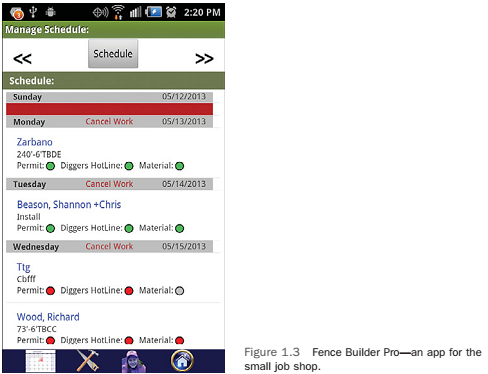 2:20 PM
Manage Schedule:
<< Schedule >>
Schedule:
Sunday 05/12/2013
Monday Cancel Work 05/13/2013
Zarbano
240'-6'TBDE
Permit: Diggers HotLine: Material:
Tuesday Cancel Work 05/14/2013
Beason, Shannon +Chris
Install
Permit: Diggers HotLine: Material:
Wednesday Cancel Work 05/15/2013
Ttg
Cbfff
Permit: Diggers HotLine: Material:
Wood, Richard
73'-6'TBCC
Permit: Diggers HotLine: Material:
Figure 1.3 Fence Builder Pro—an app for the
small job shop.